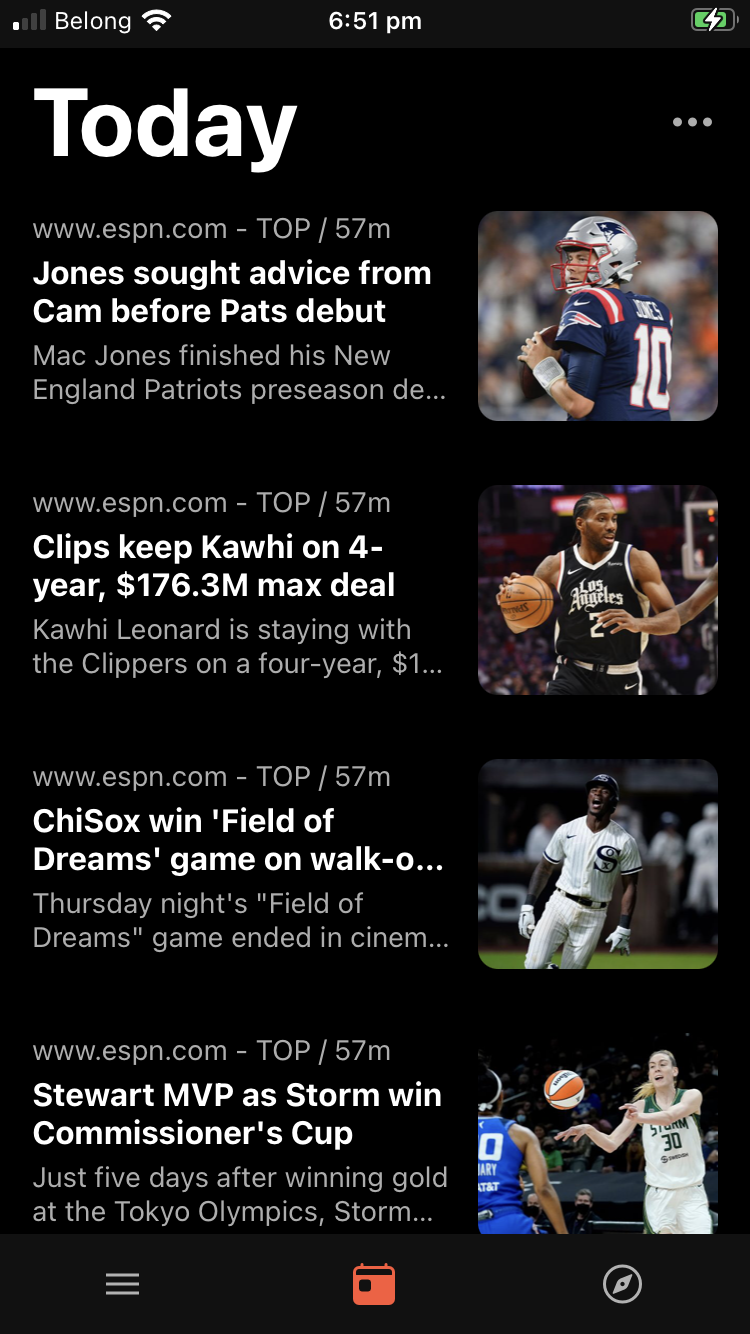 Belong
6:51 pm
Today
www.espn.com - TOP / 57m
Jones sought advice from
Cam before Pats debut
Mac Jones finished his New
England Patriots preseason de...
JONES
10
www.espn.com - TOP / 57m
Clips keep Kawhi on 4-
year, $176.3M max deal
Kawhi Leonard is staying with
the Clippers on a four-year, $1...
Los
Angeles
2
www.espn.com - TOP / 57m
ChiSox win 'Field of
Dreams' game on walk-o...
Thursday night's "Field of
Dreams" game ended in cinem...
www.espn.com - TOP / 57m
Stewart MVP as Storm win
Commissioner's Cup
Just five days after winning gold
at the Tokyo Olympics, Storm...
STORM
30
AT&T